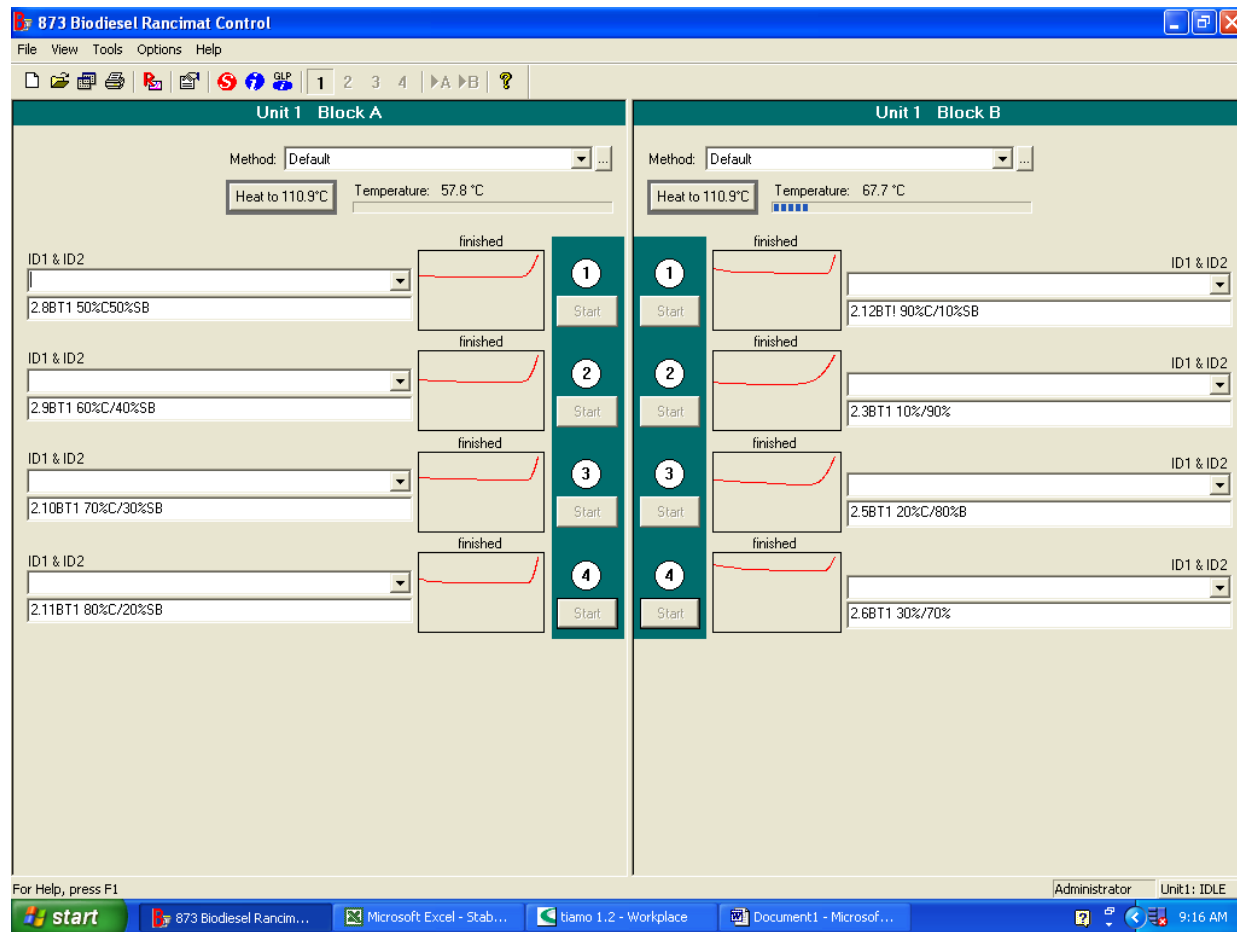 873 Biodiesel Rancimat Control
File View Tools Options Help
GLP 1 2 3 4 A B ?
Unit 1 Block A
Method: Default ...
Heat to 110.9°C Temperature: 57.8 °C
ID1 & ID2 finished
1
2.8BT1 50%C50%SB Start
ID1 & ID2 finished
2
2.9BT1 60%C/40%SB Start
ID1 & ID2 finished
3
2.10BT1 70%C/30%SB Start
ID1 & ID2 finished
4
2.11BT1 80%C/20%SB Start
Unit 1 Block B
Method: Default ...
Heat to 110.9°C Temperature: 67.7 °C
finished ID1 & ID2
1
Start 2.12BT! 90%C/10%SB
finished ID1 & ID2
2
Start 2.3BT1 10%/90%
finished ID1 & ID2
3
Start 2.5BT1 20%C/80%B
finished ID1 & ID2
4
Start 2.6BT1 30%/70%
For Help, press F1 Administrator Unit1: IDLE
start 873 Biodiesel Rancim... Microsoft Excel - Stab... tiamo 1.2 - Workplace Document1 - Microsof... 9:16 AM